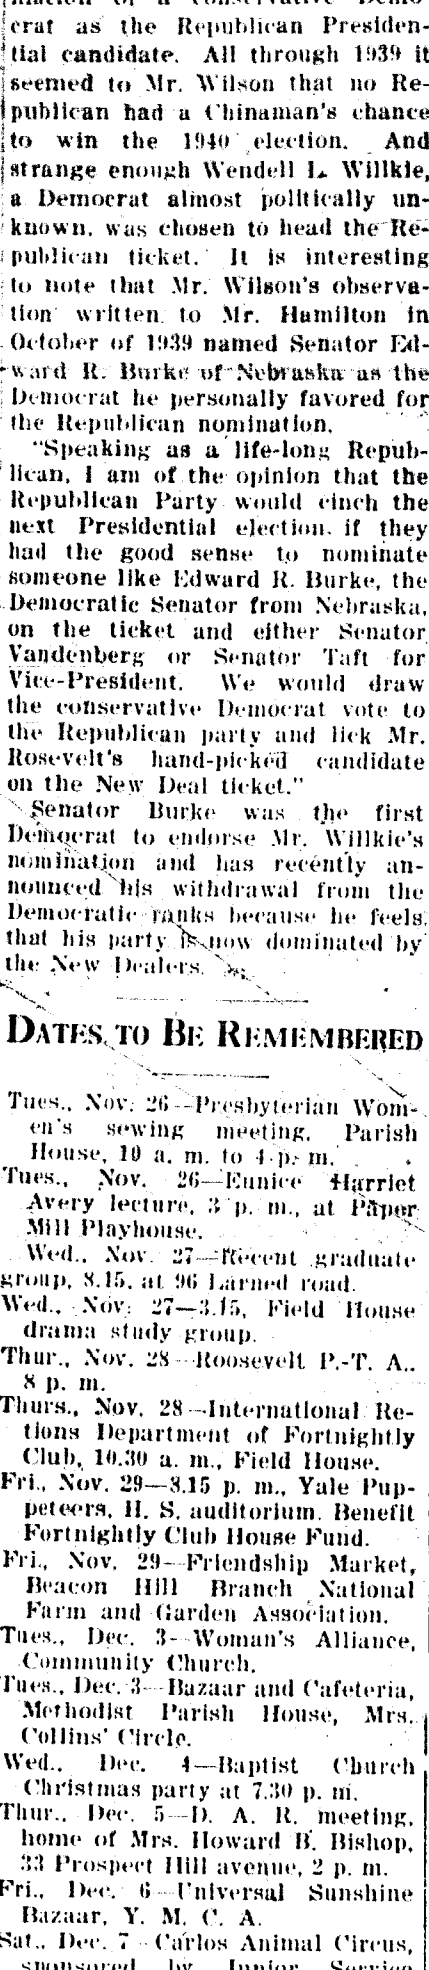 nation of a conservative Demo-
crat as the Republican Presiden-
tial candidate. All through 1939 it
seemed to Mr. Wilson that no Re-
publican had a Chinaman's chance
to win the 1940 election. And
strange enough Wendell L. Willkie,
a Democrat almost politically un-
known, was chosen to head the Re-
publican ticket. It is interesting
to note that Mr. Wilson's observa-
tion written to Mr. Hamilton in
October of 1939 named Senator Ed-
ward R. Burke of Nebraska as the
Democrat he personally favored for
the Republican nomination.
"Speaking as a life-long Repub-
lican, I am of the opinion that the
Republican Party would cinch the
next Presidential election if they
had the good sense to nominate
someone like Edward R. Burke, the
Democratic Senator from Nebraska,
on the ticket and either Senator
Vandenberg or Senator Taft for
Vice-President. We would draw
the conservative Democrat vote to
the Republican party and lick Mr.
Rosevelt's hand-picked candidate
on the New Deal ticket."
Senator Burke was the first
Democrat to endorse Mr. Willkie's
nomination and has recently an-
nounced his withdrawal from the
Democratic ranks because he feels
that his party is now dominated by
the New Dealers.
DATES TO BE REMEMBERED
Tues., Nov. 26—Presbyterian Wom-
en's sewing meeting, Parish
House, 10 a. m. to 4 p. m.
Tues., Nov. 26—Eunice Harriet
Avery lecture, 3 p. m., at Paper
Mill Playhouse.
Wed., Nov. 27—Recent graduate
group, 8.15, at 96 Larned road.
Wed., Nov. 27—3.15, Field House
drama study group.
Thur., Nov. 28—Roosevelt P.-T. A.,
8 p. m.
Thurs., Nov. 28—International Re-
tions Department of Fortnightly
Club, 10.30 a. m., Field House.
Fri., Nov. 29—8.15 p. m., Yale Pup-
peteers, H. S. auditorium. Benefit
Fortnightly Club House Fund.
Fri., Nov. 29—Friendship Market,
Beacon Hill Branch National
Farm and Garden Association.
Tues., Dec. 3—Woman's Alliance,
Community Church.
Tues., Dec. 3—Bazaar and Cafeteria,
Methodist Parish House, Mrs.
Collins' Circle.
Wed., Dec. 4—Baptist Church
Christmas party at 7.30 p. m.
Thur., Dec. 5—D. A. R. meeting,
home of Mrs. Howard B. Bishop,
33 Prospect Hill avenue, 2 p. m.
Fri., Dec. 6—Universal Sunshine
Bazaar, Y. M. C. A.
Sat., Dec. 7—Carlos Animal Circus,
sponsored by Junior Service